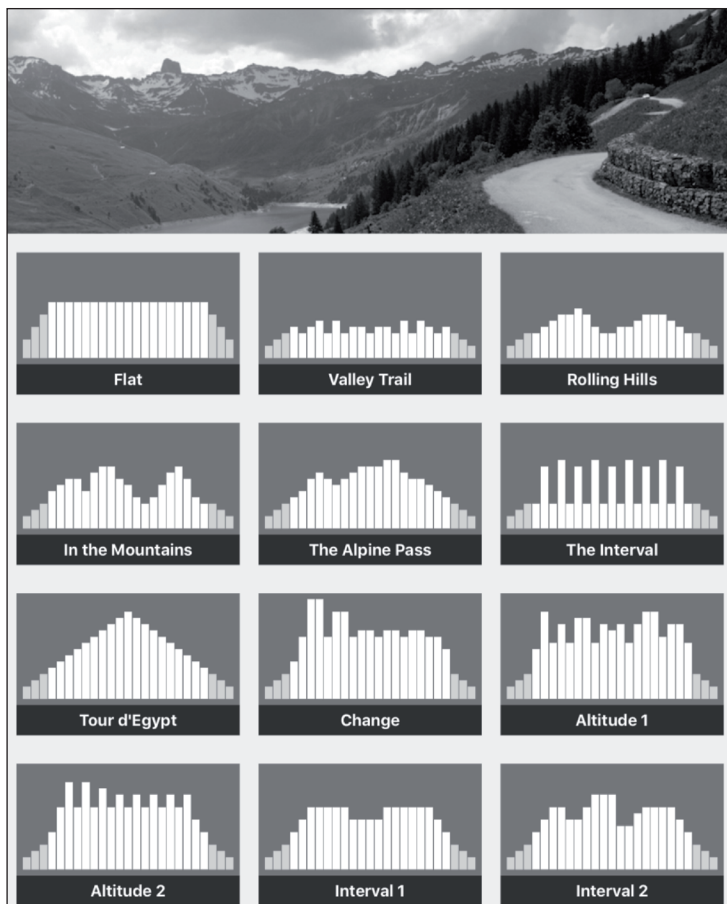 Flat
Valley Trail
Rolling Hills
In the Mountains
The Alpine Pass
The Interval
Tour d'Egypt
Change
Altitude 1
Altitude 2
Interval 1
Interval 2